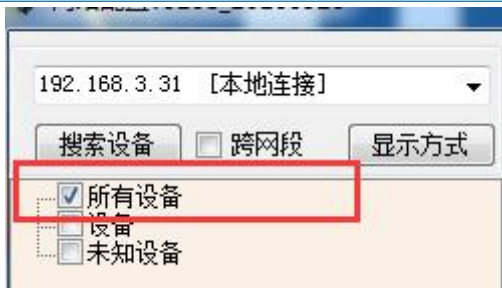 192.168.3.31 [本地连接]
搜索设备 跨网段 显示方式
所有设备
设备
未知设备